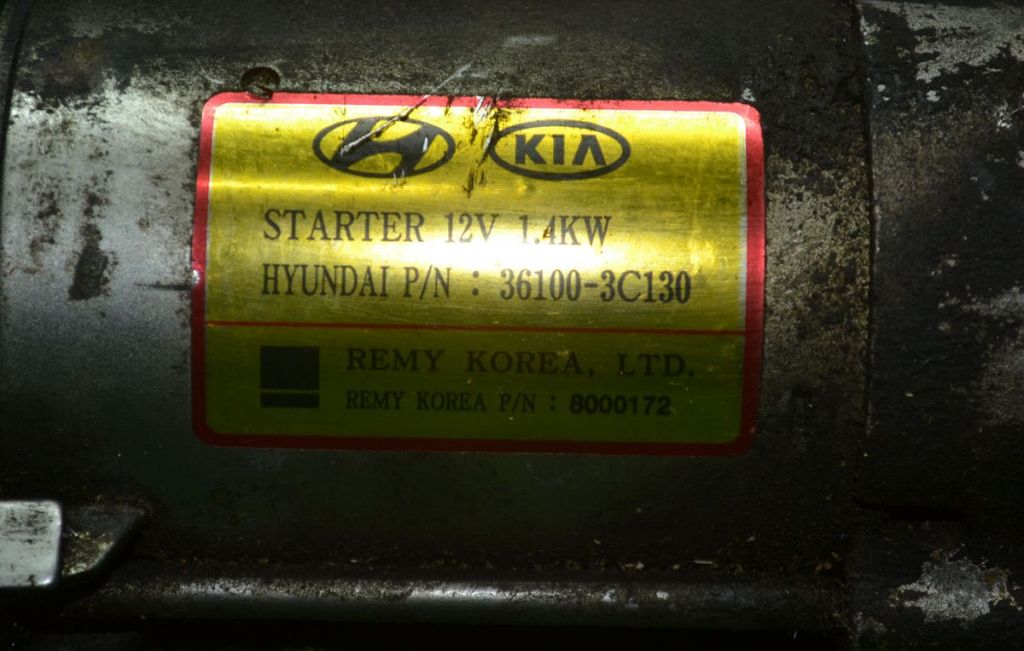 KIA
STARTER 12V 1.4KW
HYUNDAI P/N : 36100-3C130
REMY KOREA, LTD.
REMY KOREA P/N : 8000172